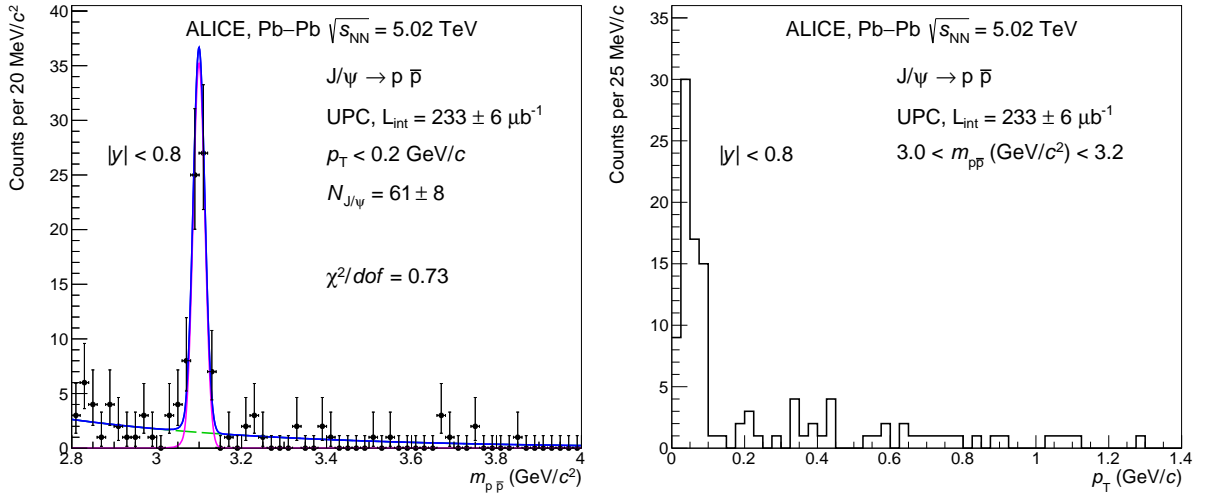 Counts per 20 MeV/c²
40
35
30
25
20
15
10
5
0
ALICE, Pb−Pb √s_NN = 5.02 TeV
J/ψ → p p̅
UPC, L_int = 233 ± 6 μb⁻¹
|y| < 0.8
p_T < 0.2 GeV/c
N_J/ψ = 61 ± 8
χ²/dof = 0.73
2.8 3 3.2 3.4 3.6 3.8 4
m_p p̅ (GeV/c²)
Counts per 25 MeV/c
35
30
25
20
15
10
5
0
ALICE, Pb−Pb √s_NN = 5.02 TeV
J/ψ → p p̅
UPC, L_int = 233 ± 6 μb⁻¹
|y| < 0.8
3.0 < m_pp̅ (GeV/c²) < 3.2
0 0.2 0.4 0.6 0.8 1 1.2 1.4
p_T (GeV/c)